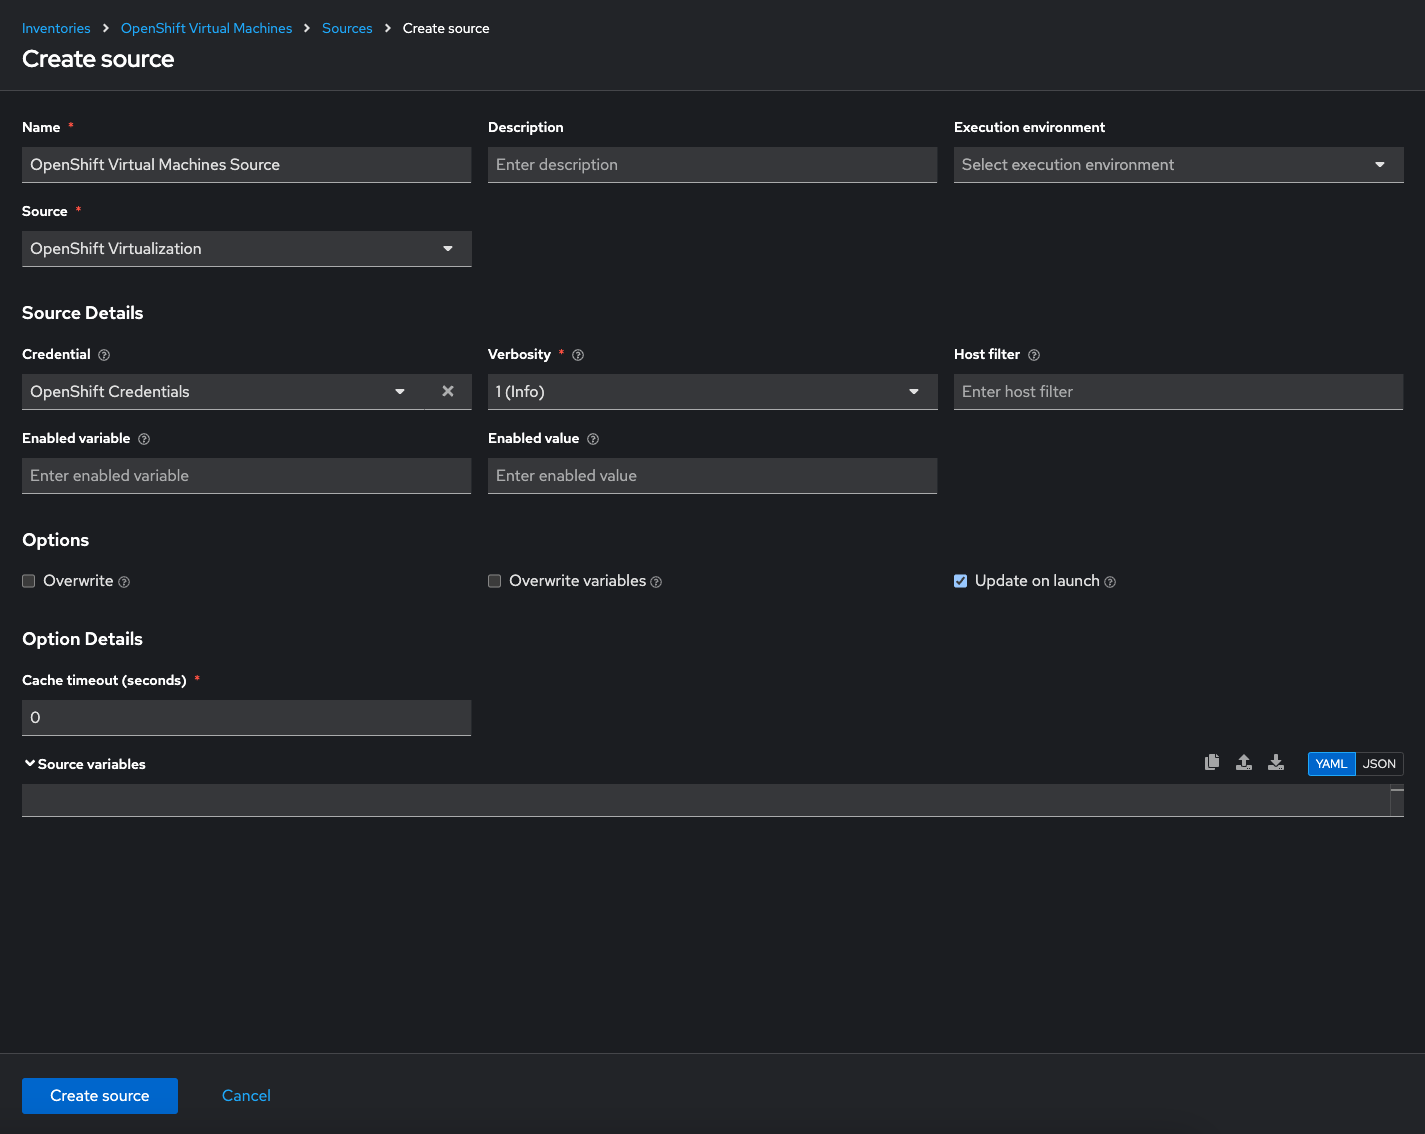 Inventories > OpenShift Virtual Machines > Sources > Create source
Create source
Name * Description Execution environment
OpenShift Virtual Machines Source Enter description Select execution environment
Source *
OpenShift Virtualization
Source Details
Credential Verbosity * Host filter
OpenShift Credentials 1 (Info) Enter host filter
Enabled variable Enabled value
Enter enabled variable Enter enabled value
Options
Overwrite Overwrite variables Update on launch
Option Details
Cache timeout (seconds) *
0
Source variables YAML JSON
Create source Cancel